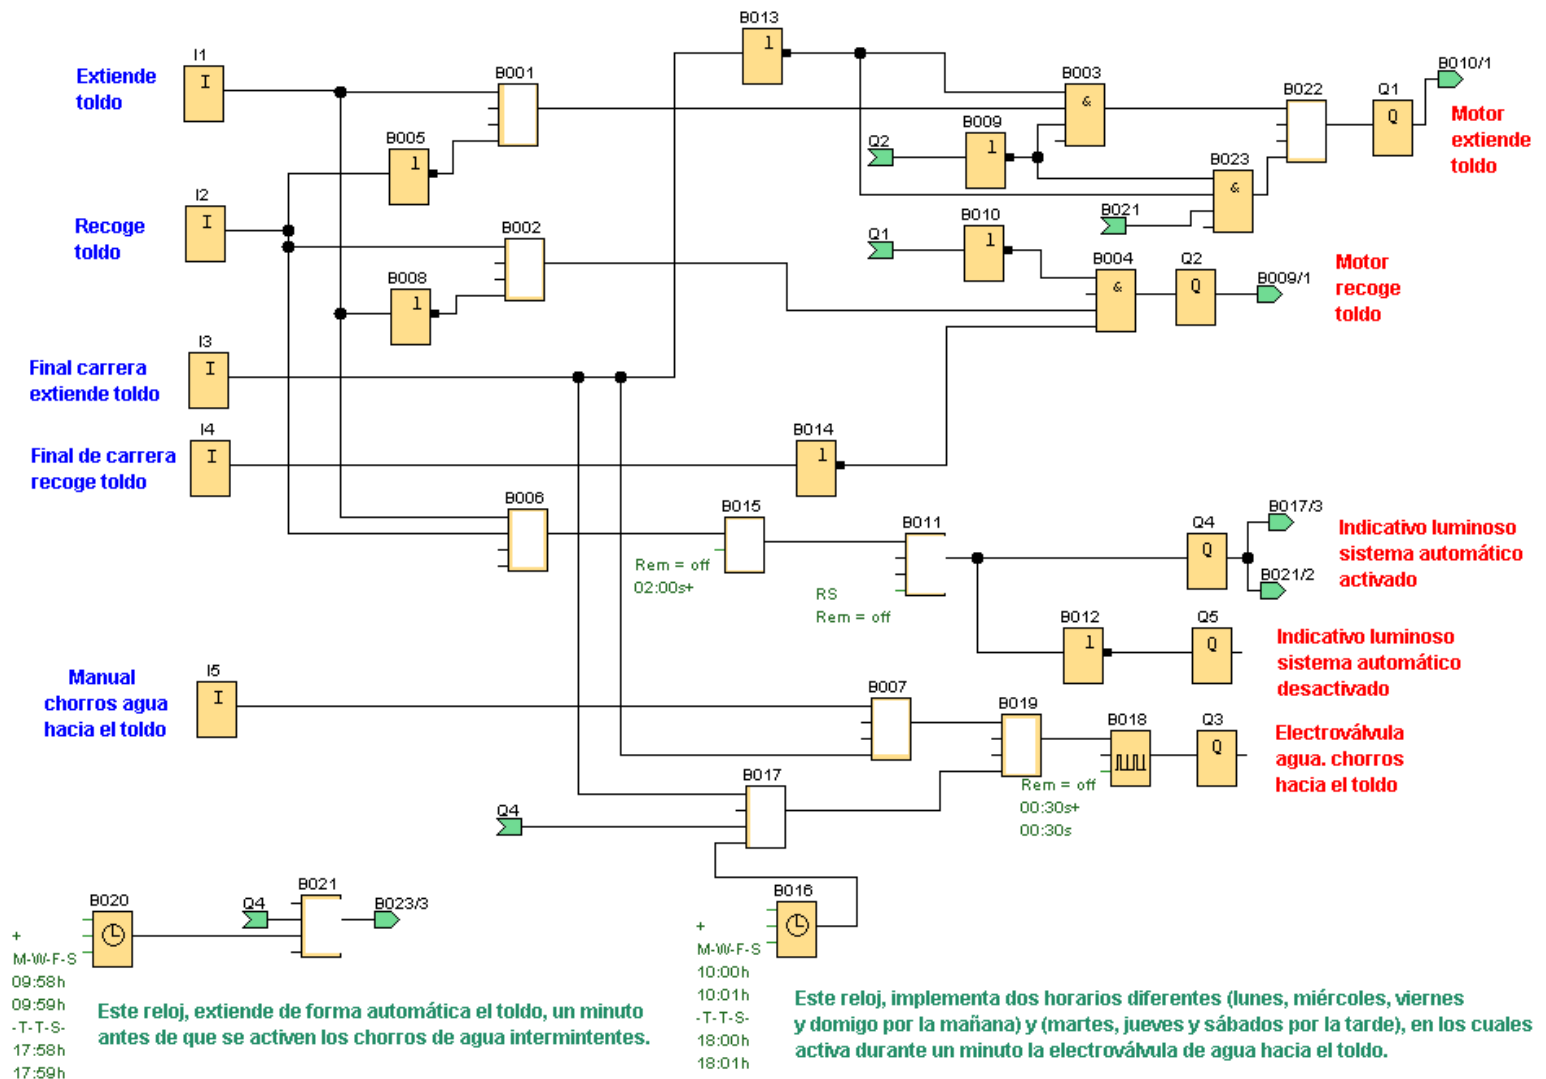 B013
1
I1
I
Extiende
toldo
B001
B003
&
B010/1
B022
Q1
Q
Motor
extiende
toldo
B005
1
Q2
B009
1
B023
&
I2
I
Recoge
toldo
B002
B021
Q1
B010
1
B004
&
Q2
Q
B009/1
Motor
recoge
toldo
B008
1
I3
I
Final carrera
extiende toldo
I4
I
Final de carrera
recoge toldo
B014
1
B006
B015
Rem = off
02:00s+
B011
RS
Rem = off
Q4
Q
B017/3
B021/2
Indicativo luminoso
sistema automático
activado
B012
1
Q5
Q
Indicativo luminoso
sistema automático
desactivado
I5
I
Manual
chorros agua
hacia el toldo
B007
B019
B018
Rem = off
00:30s+
00:30s
Q3
Q
Electroválvula
agua. chorros
hacia el toldo
B017
Q4
B020
+
M-W-F-S
09:58h
09:59h
-T-T-S-
17:58h
17:59h
Q4
B021
B023/3
Este reloj, extiende de forma automática el toldo, un minuto
antes de que se activen los chorros de agua intermintentes.
B016
+
M-W-F-S
10:00h
10:01h
-T-T-S-
18:00h
18:01h
Este reloj, implementa dos horarios diferentes (lunes, miércoles, viernes
y domigo por la mañana) y (martes, jueves y sábados por la tarde), en los cuales
activa durante un minuto la electroválvula de agua hacia el toldo.